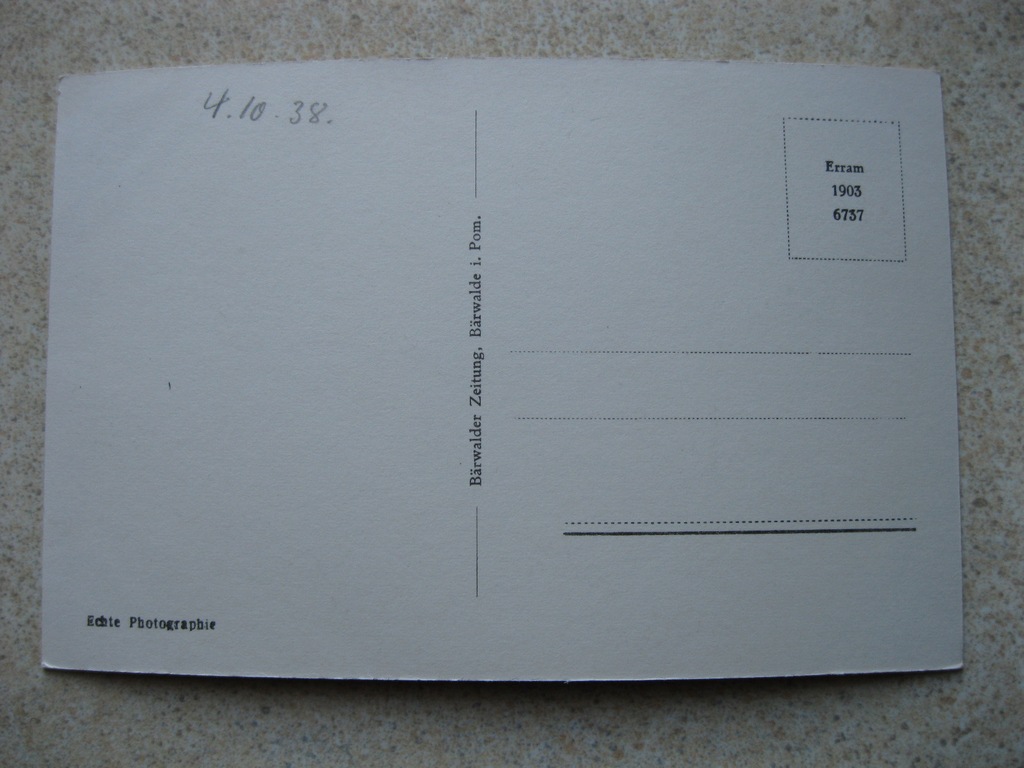 4.10.38.
Erram
1903
6737
Bärwalder Zeitung, Bärwalde i. Pom.
Echte Photographie